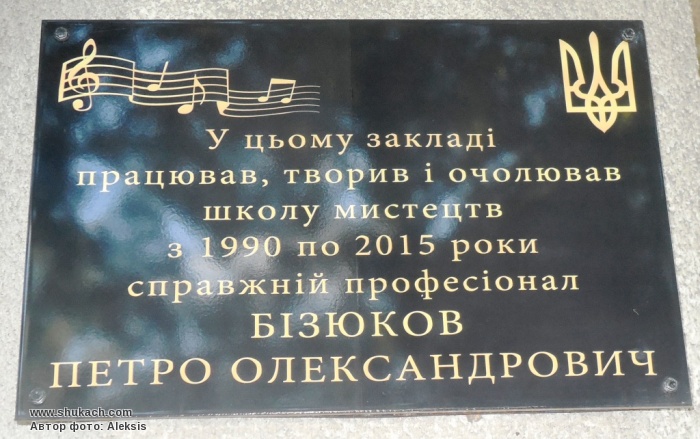 У цьому закладі
працював, творив і очолював
школу мистецтв
з 1990 по 2015 роки
справжній професіонал
БІЗЮКОВ
ПЕТРО ОЛЕКСАНДРОВИЧ
www.shukach.com
Автор фото: Aleksis